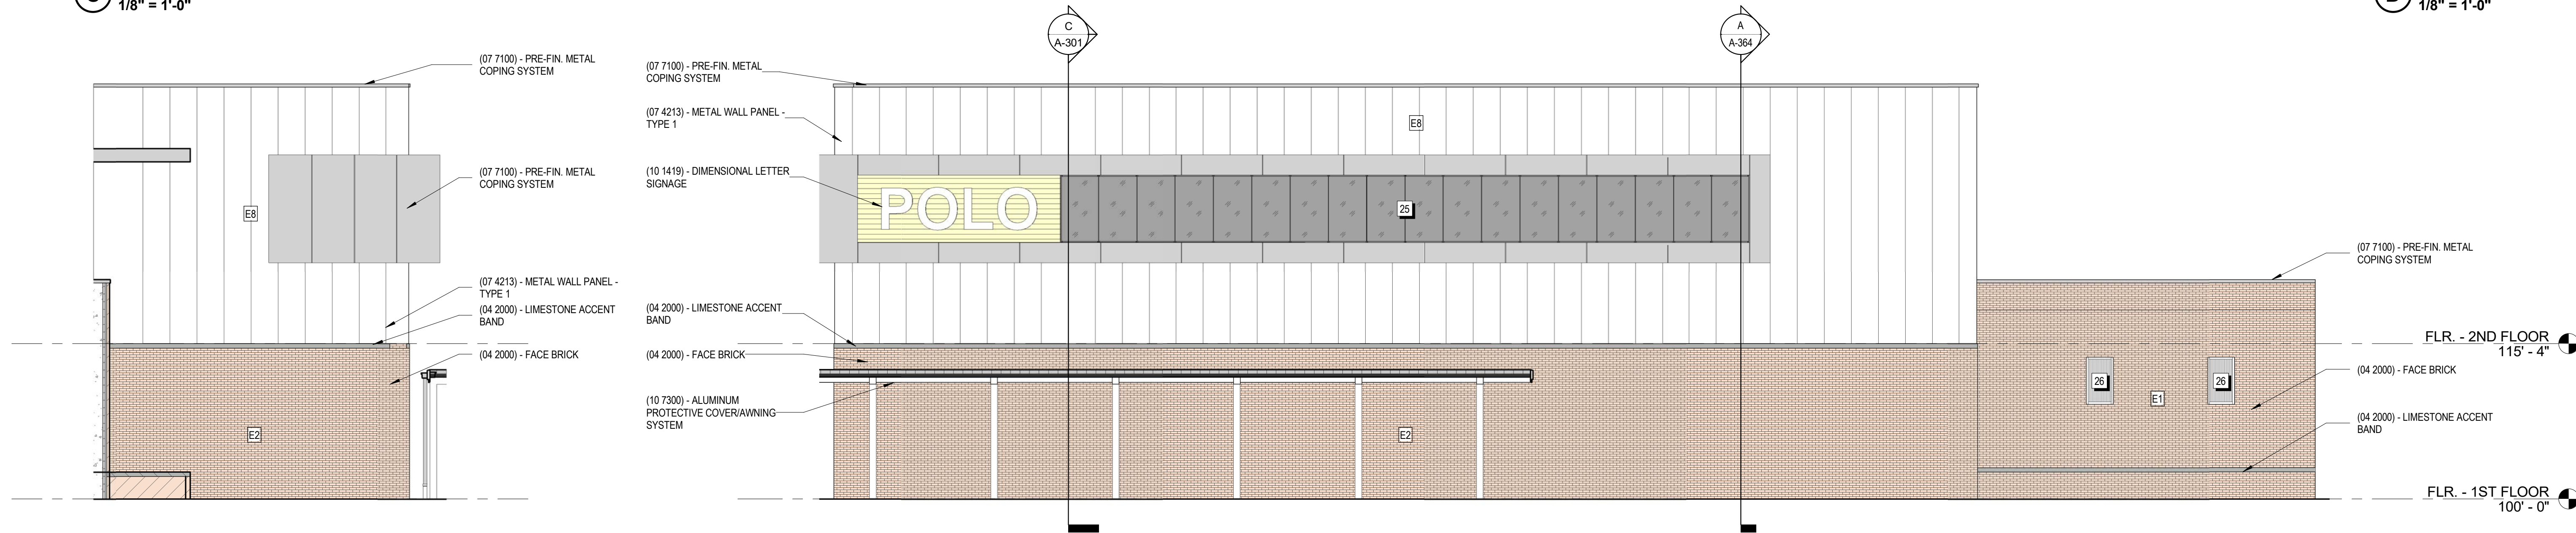 1/8" = 1'-0"
1/8" = 1'-0"
C
A-301
A
A-364
(07 7100) - PRE-FIN. METAL
COPING SYSTEM
(07 7100) - PRE-FIN. METAL
COPING SYSTEM
E8
(07 4213) - METAL WALL PANEL -
TYPE 1
(04 2000) - LIMESTONE ACCENT
BAND
(04 2000) - FACE BRICK
E2
(07 7100) - PRE-FIN. METAL
COPING SYSTEM
(07 4213) - METAL WALL PANEL -
TYPE 1
(10 1419) - DIMENSIONAL LETTER
SIGNAGE
(04 2000) - LIMESTONE ACCENT
BAND
(04 2000) - FACE BRICK
(10 7300) - ALUMINUM
PROTECTIVE COVER/AWNING
SYSTEM
E8
POLO
25
E2
26
26
E1
(07 7100) - PRE-FIN. METAL
COPING SYSTEM
FLR. - 2ND FLOOR
115' - 4"
(04 2000) - FACE BRICK
(04 2000) - LIMESTONE ACCENT
BAND
FLR. - 1ST FLOOR
100' - 0"